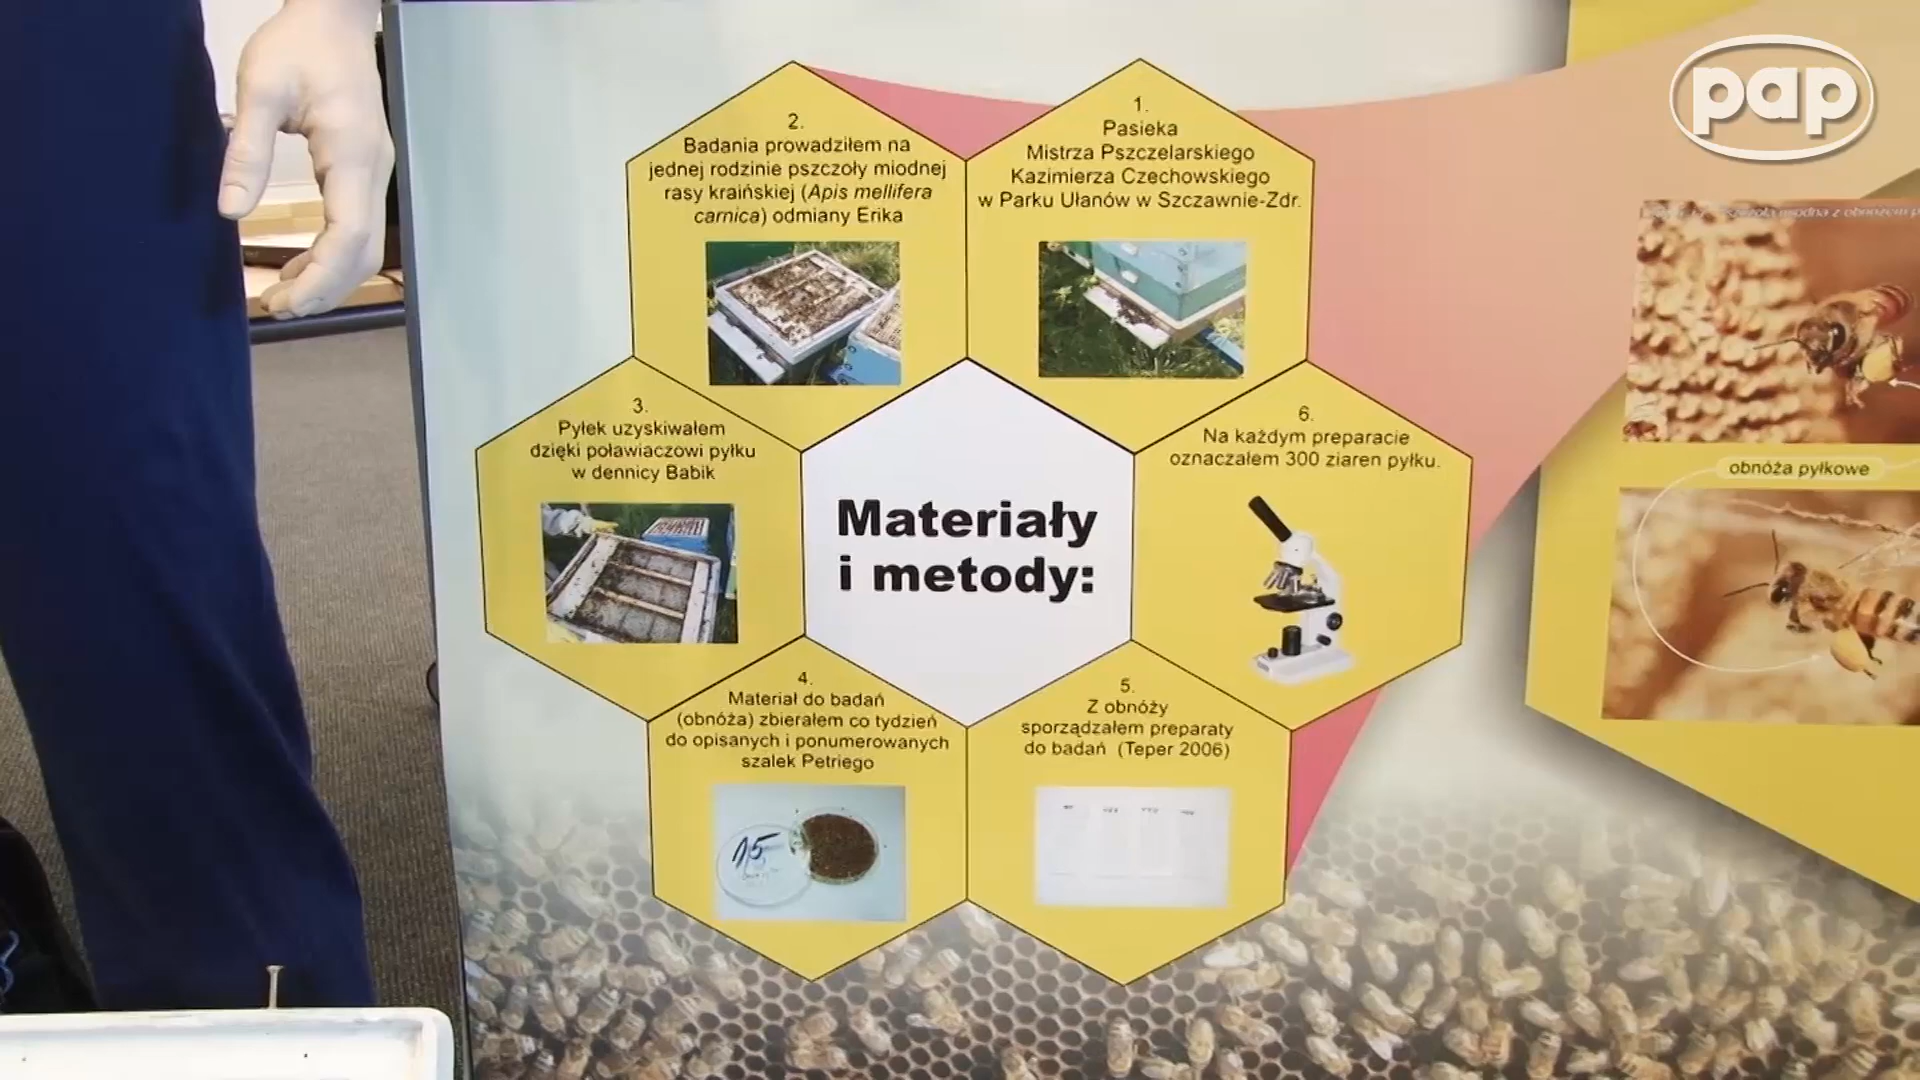 pap
1.
Pasieka
Mistrza Pszczelarskiego
Kazimierza Czechowskiego
w Parku Ułanów w Szczawnie-Zdr.
2.
Badania prowadziłem na
jednej rodzinie pszczoły miodnej
rasy kraińskiej (Apis mellifera
carnica) odmiany Erika
3.
Pyłek uzyskiwałem
dzięki poławiaczowi pyłku
w dennicy Babik
4.
Materiał do badań
(obnóża) zbierałem co tydzień
do opisanych i ponumerowanych
szalek Petriego
15
5.
Z obnóży
sporządzałem preparaty
do badań (Teper 2006)
6.
Na każdym preparacie
oznaczałem 300 ziaren pyłku.
Materiały
i metody:
miodna z obnóżem
obnóża pyłkowe